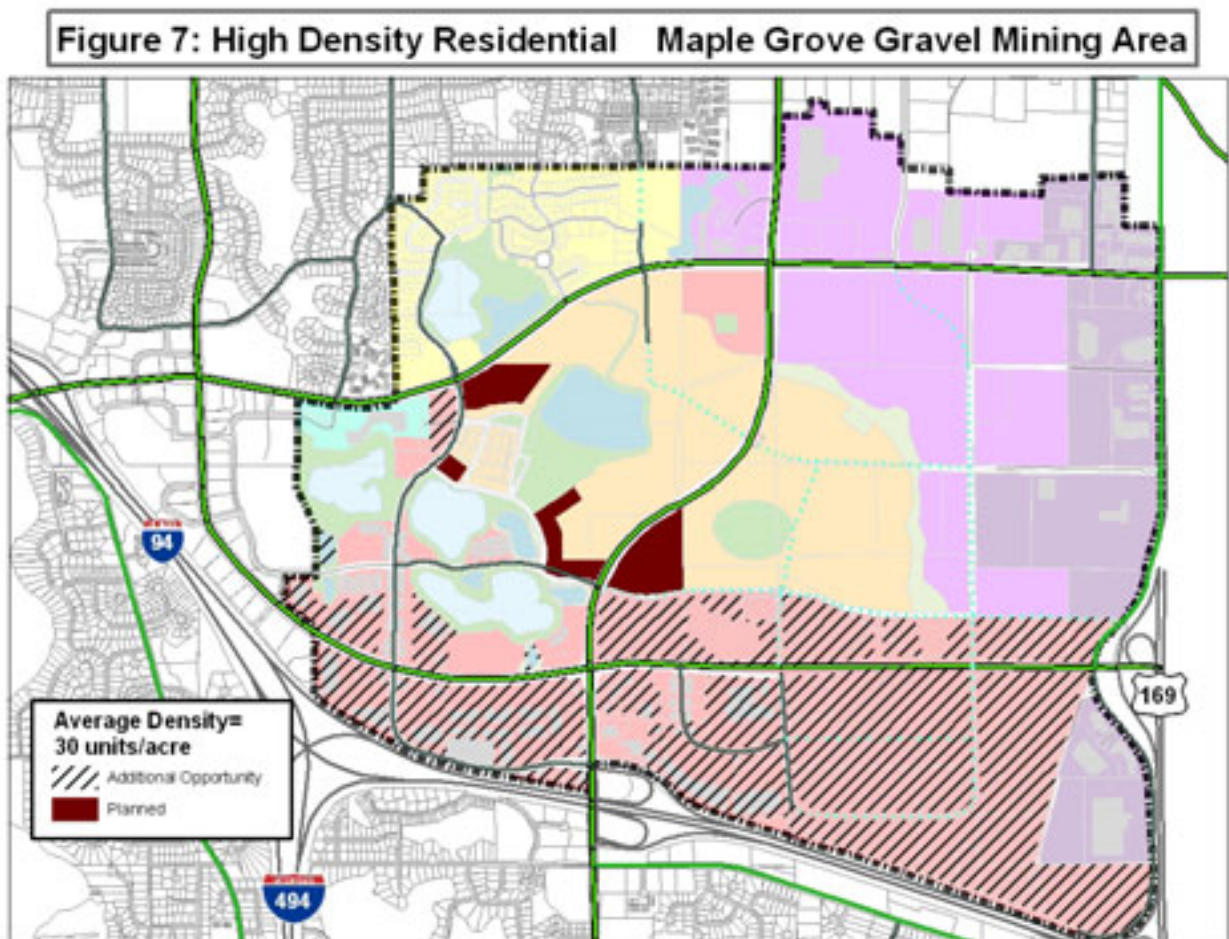 Figure 7: High Density Residential Maple Grove Gravel Mining Area
94
169
Average Density=
30 units/acre
Additional Opportunity
Planned
494